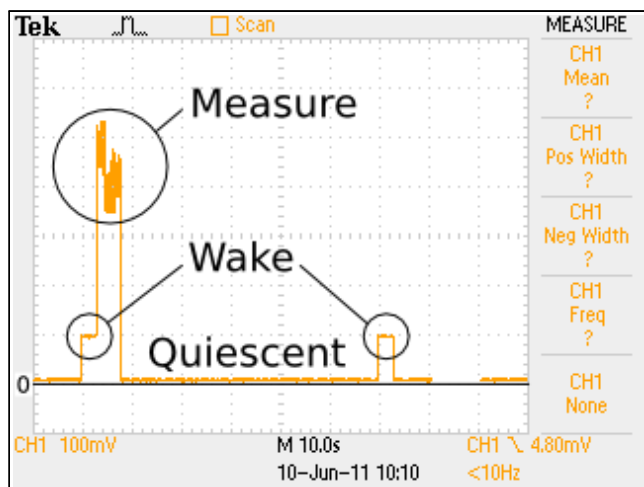 Tek Scan MEASURE
CH1
Mean
?
CH1
Pos Width
?
CH1
Neg Width
?
CH1
Freq
?
CH1
None
Measure
Wake
Quiescent
0
CH1 100mV M 10.0s CH1 4.80mV
10-Jun-11 10:10 <10Hz